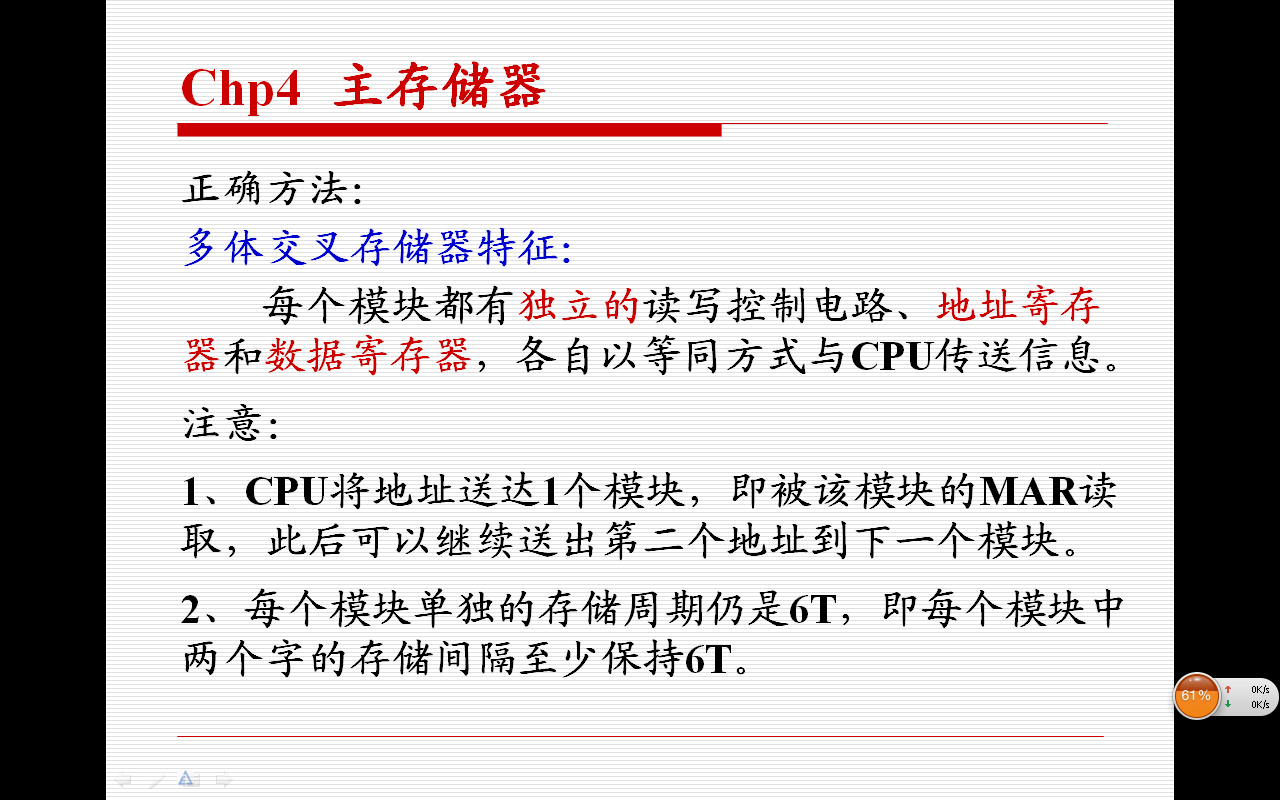 Chp4 主存储器
正确方法：
多体交叉存储器特征：
每个模块都有独立的读写控制电路、地址寄存
器和数据寄存器，各自以等同方式与CPU传送信息。
注意：
1、CPU将地址送达1个模块，即被该模块的MAR读
取，此后可以继续送出第二个地址到下一个模块。
2、每个模块单独的存储周期仍是6T，即每个模块中
两个字的存储间隔至少保持6T。
61%
0K/s
0K/s